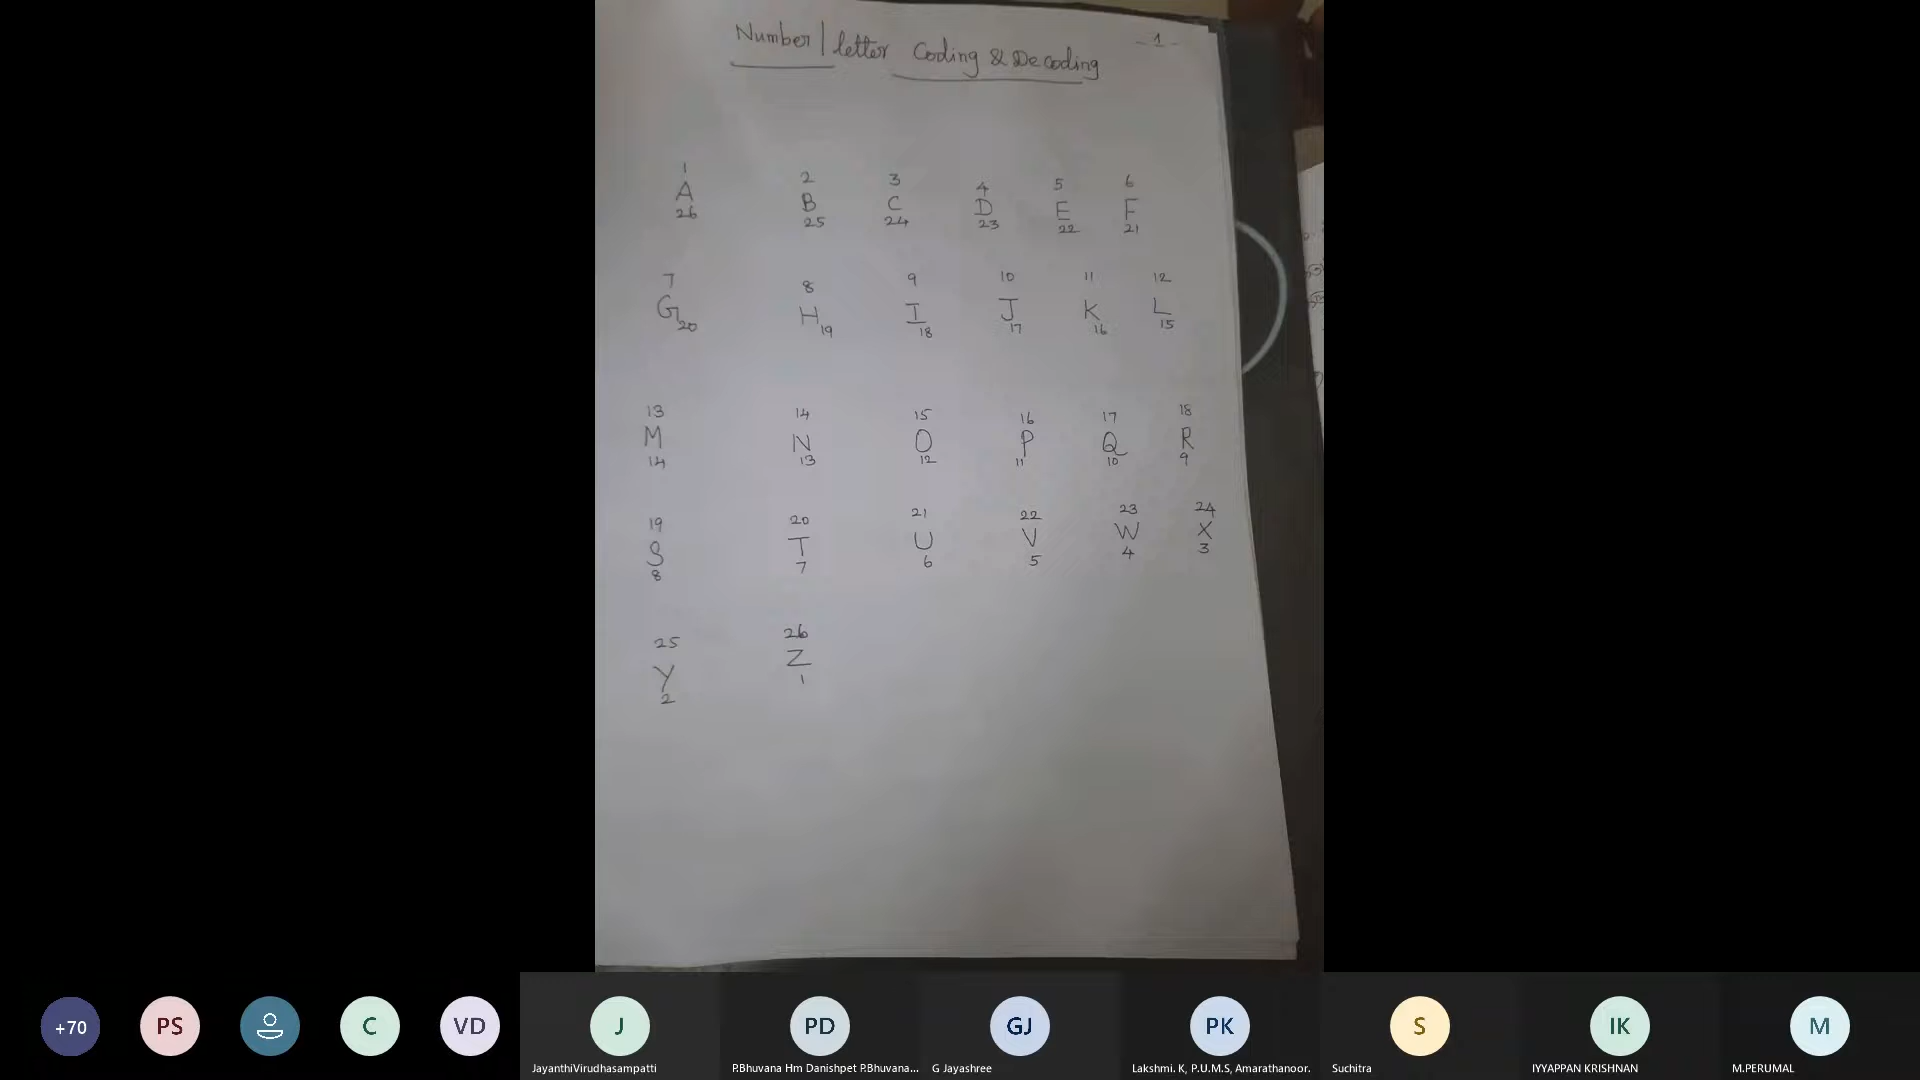 Number/letter Coding & Decoding -1-
1 2 3 4 5 6
A B C D E F
26 25 24 23 22 21
7 8 9 10 11 12
G H I J K L
20 19 18 17 16 15
13 14 15 16 17 18
M N O P Q R
14 13 12 11 10 9
19 20 21 22 23 24
S T U V W X
8 7 6 5 4 3
25 26
Y Z
2 1
+70 PS C VD J PD GJ PK S IK M
JayanthiVirudhasampatti P.Bhuvana Hm Danishpet P.Bhuvana... G Jayashree Lakshmi. K, P.U.M.S, Amarathanoor. Suchitra IYYAPPAN KRISHNAN M.PERUMAL